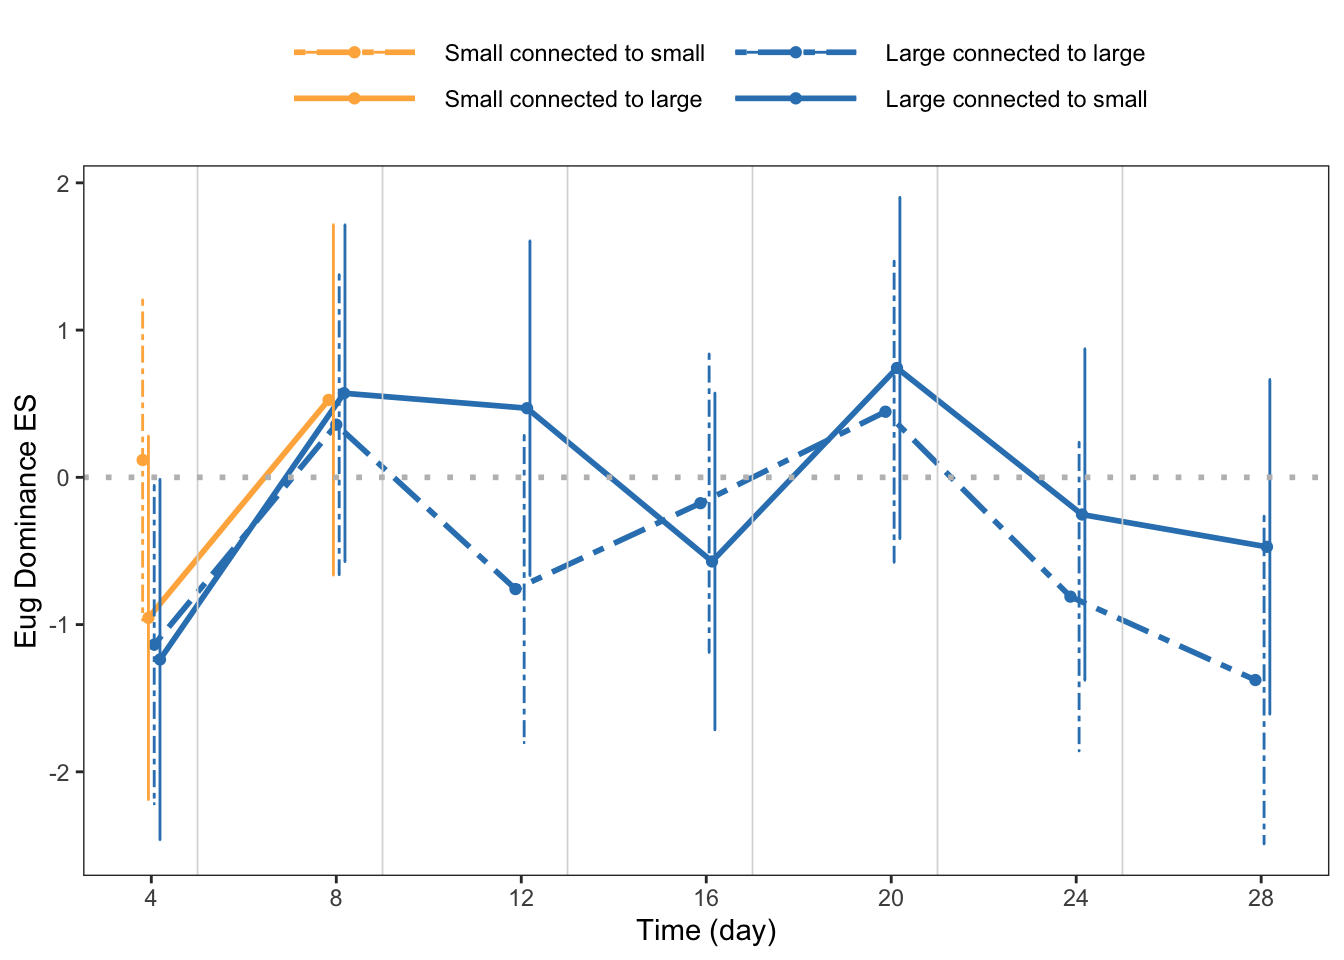 Small connected to small Large connected to large
Small connected to large Large connected to small
2
1
0
-1
-2
Eug Dominance ES
4 8 12 16 20 24 28
Time (day)